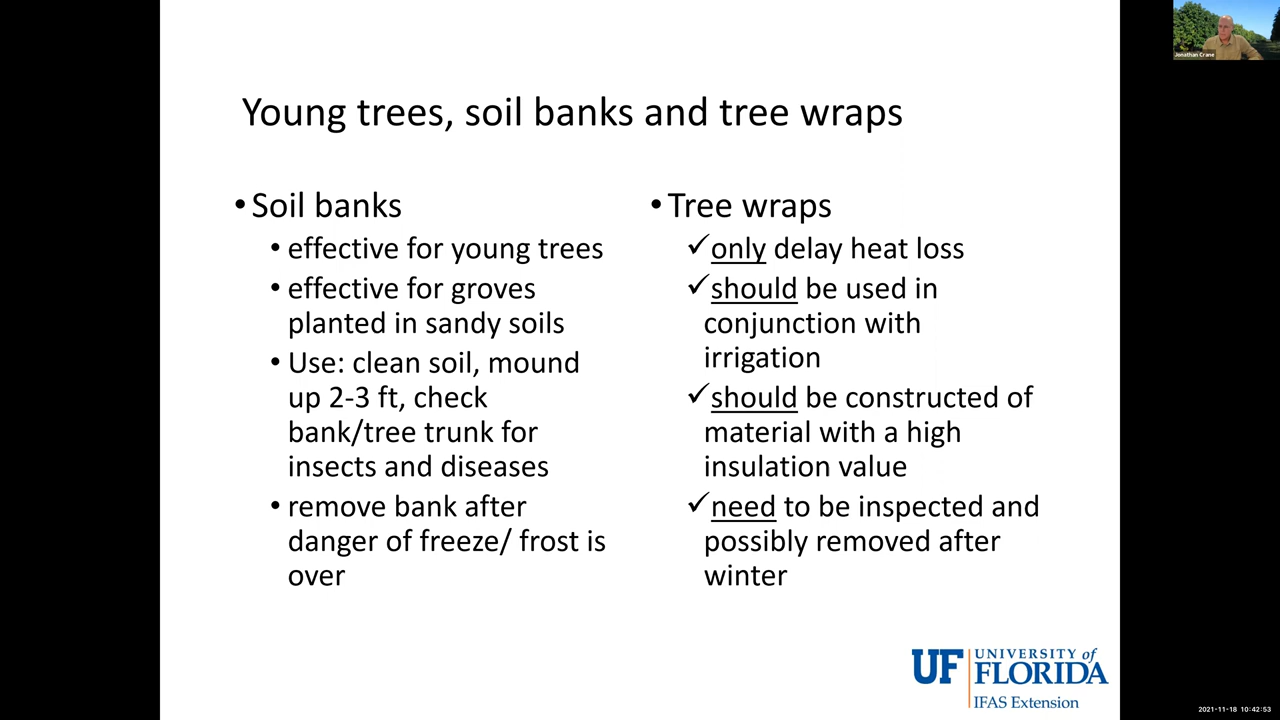 Jonathan Crane
Young trees, soil banks and tree wraps
• Soil banks
• effective for young trees
• effective for groves
planted in sandy soils
• Use: clean soil, mound
up 2-3 ft, check
bank/tree trunk for
insects and diseases
• remove bank after
danger of freeze/ frost is
over
• Tree wraps
✓only delay heat loss
✓should be used in
conjunction with
irrigation
✓should be constructed of
material with a high
insulation value
✓need to be inspected and
possibly removed after
winter
UF
UNIVERSITY of
FLORIDA
IFAS Extension
2021-11-18 10:42:53